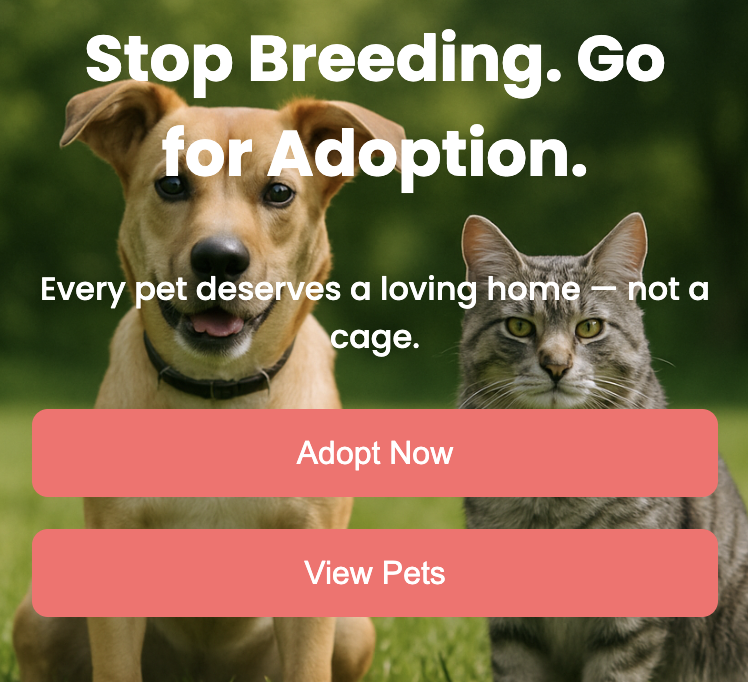 Stop Breeding. Go
for Adoption.
Every pet deserves a loving home — not a
cage.
Adopt Now
View Pets